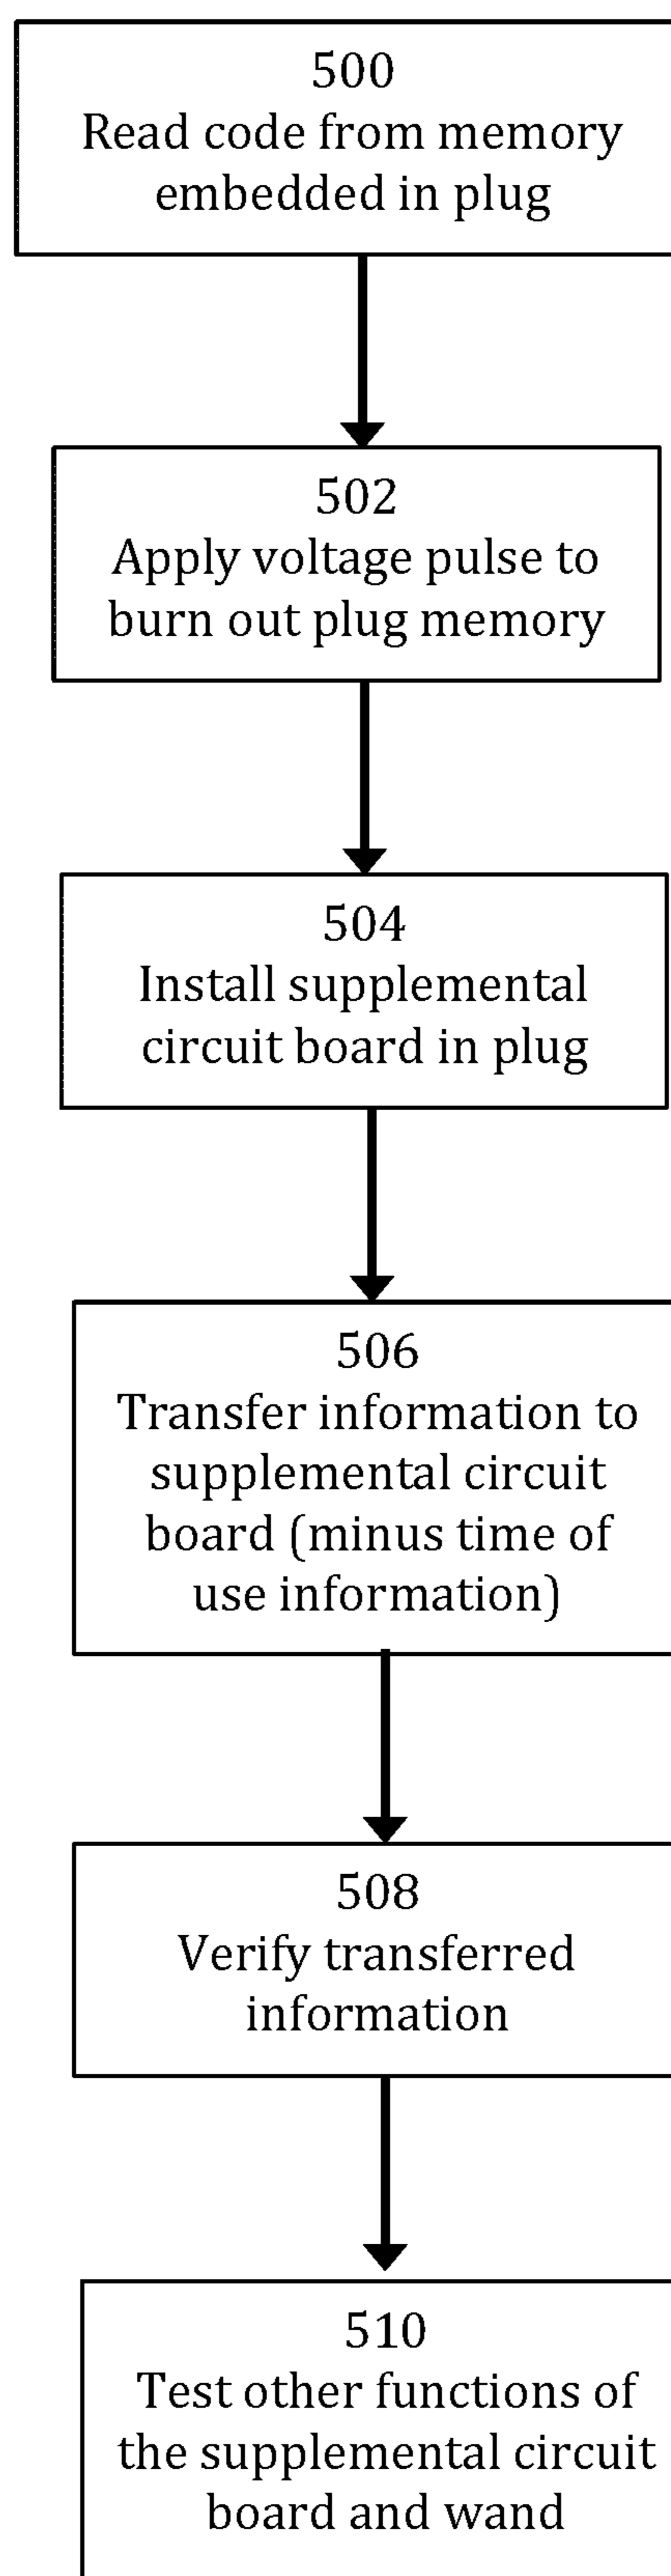 500
Read code from memory
embedded in plug
502
Apply voltage pulse to
burn out plug memory
504
Install supplemental
circuit board in plug
506
Transfer information to
supplemental circuit
board (minus time of
use information)
508
Verify transferred
information
510
Test other functions of
the supplemental circuit
board and wand